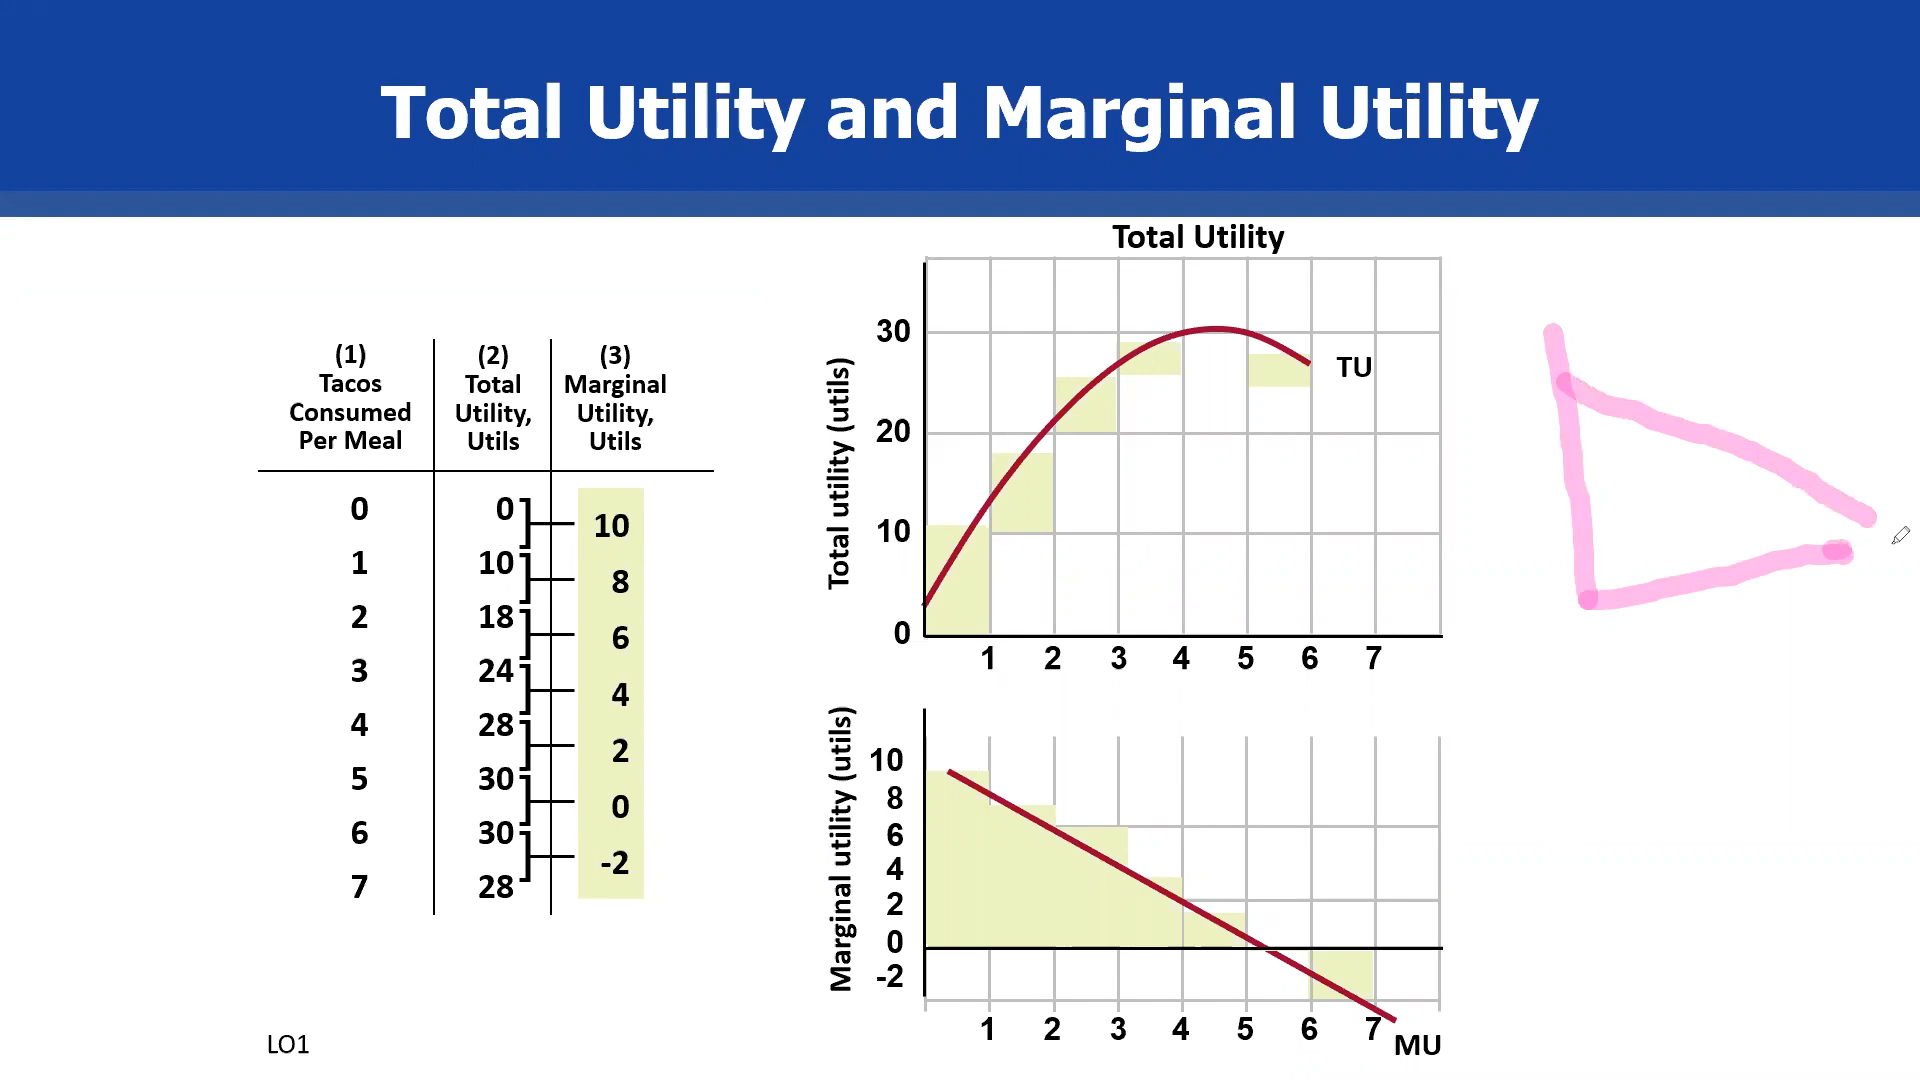 Total Utility and Marginal Utility
(1)
Tacos
Consumed
Per Meal
(2)
Total
Utility,
Utils
(3)
Marginal
Utility,
Utils
0 0
10
1 10
8
2 18
6
3 24
4
4 28
2
5 30
0
6 30
-2
7 28
LO1
Total Utility
Total utility (utils)
30
20
10
0
TU
1 2 3 4 5 6 7
Marginal utility (utils)
10
8
6
4
2
0
-2
1 2 3 4 5 6 7
MU